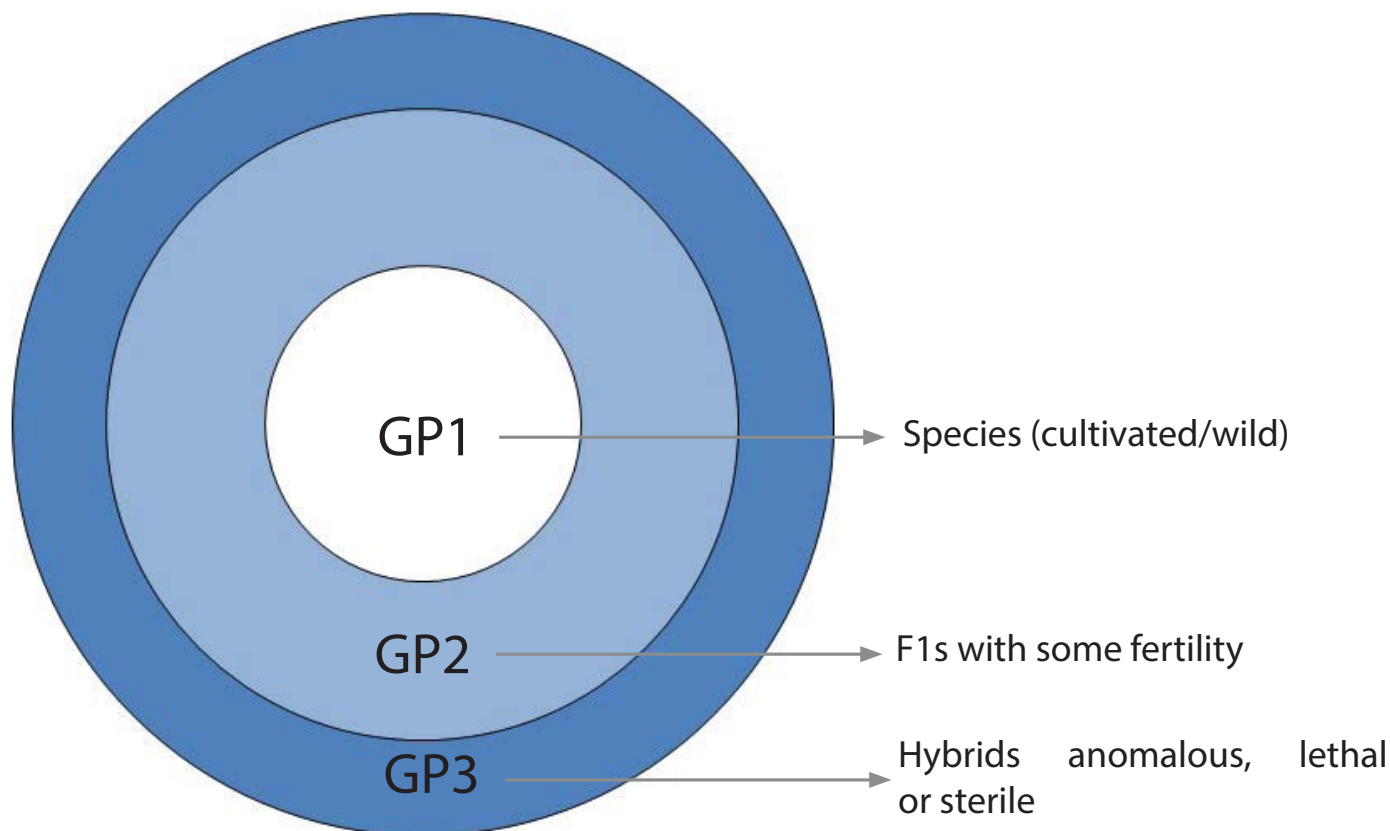 GP1
Species (cultivated/wild)
GP2
F1s with some fertility
GP3
Hybrids anomalous, lethal
or sterile